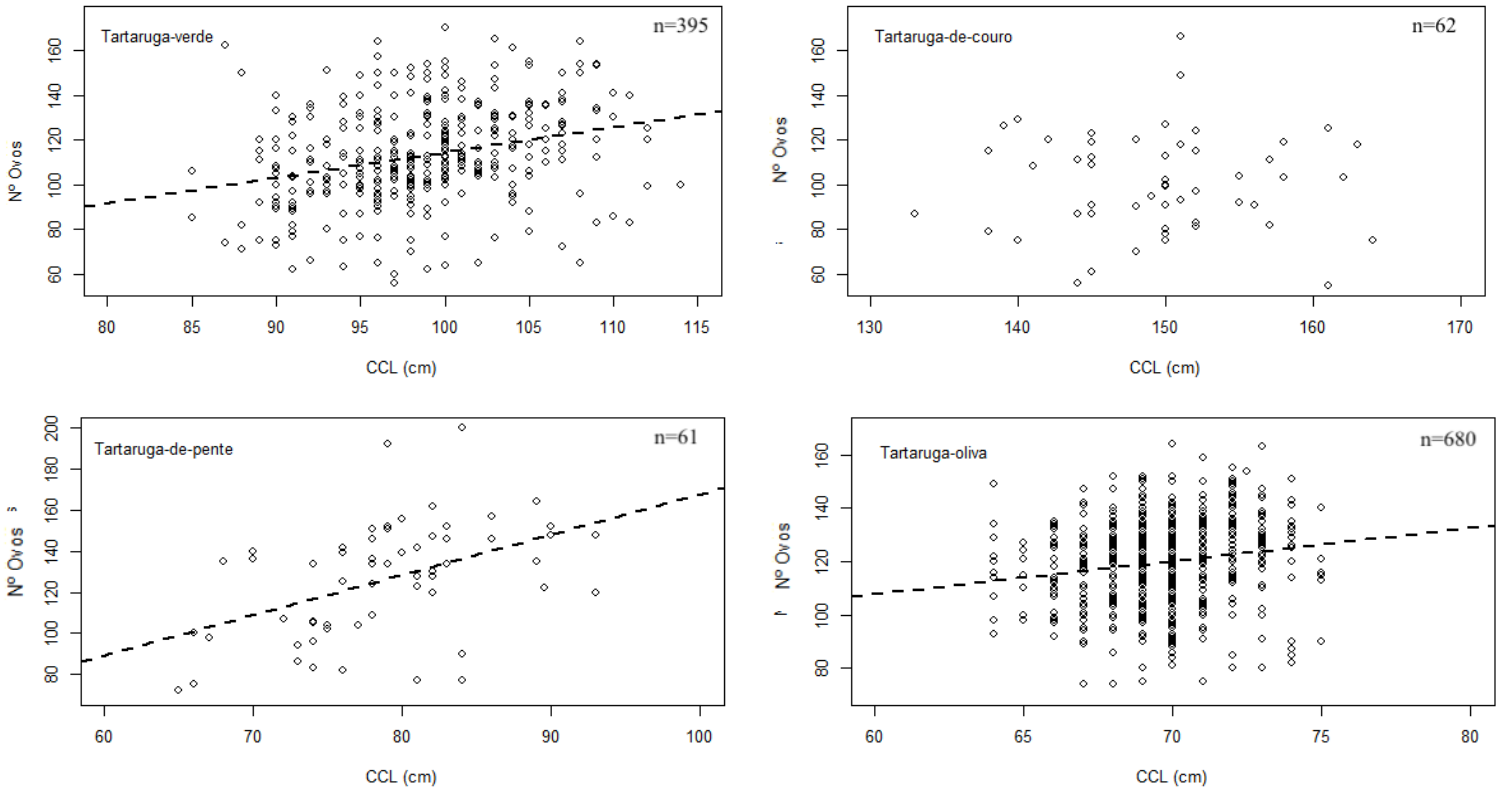 Tartaruga-verde
n=395
Nº Ovos
60
80
100
120
140
160
80
85
90
95
100
105
110
115
CCL (cm)
Tartaruga-de-couro
n=62
Nº Ovos
60
80
100
120
140
160
130
140
150
160
170
CCL (cm)
Tartaruga-de-pente
n=61
Nº Ovos
s
80
100
120
140
160
180
200
60
70
80
90
100
CCL (cm)
Tartaruga-oliva
n=680
Nº Ovos
80
100
120
140
160
60
65
70
75
80
CCL (cm)